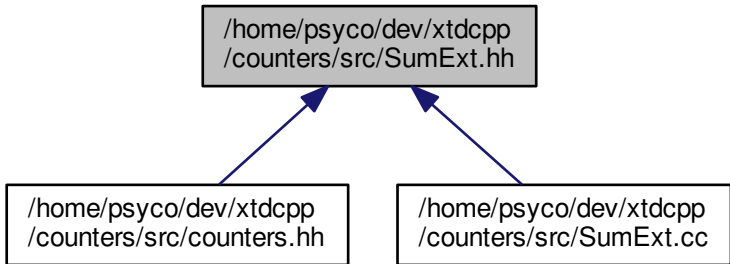 /home/psyco/dev/xtdcpp
/counters/src/SumExt.hh
/home/psyco/dev/xtdcpp
/counters/src/counters.hh
/home/psyco/dev/xtdcpp
/counters/src/SumExt.cc